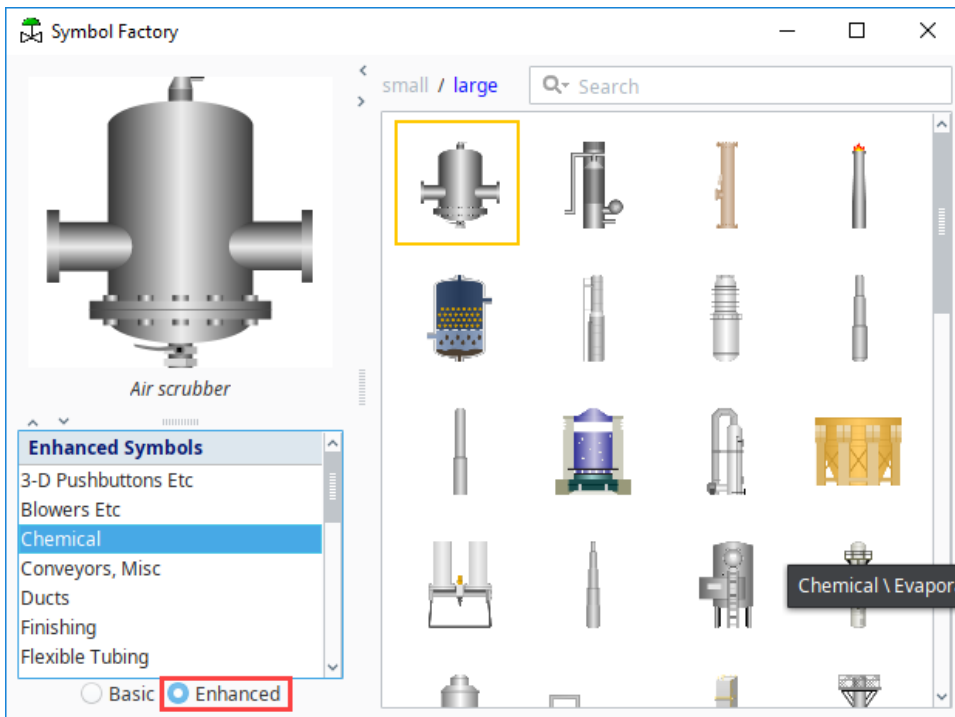 Symbol Factory
small / large
Search
Air scrubber
Enhanced Symbols
3-D Pushbuttons Etc
Blowers Etc
Chemical
Conveyors, Misc
Ducts
Finishing
Flexible Tubing
Basic
Enhanced
Chemical \ Evapor